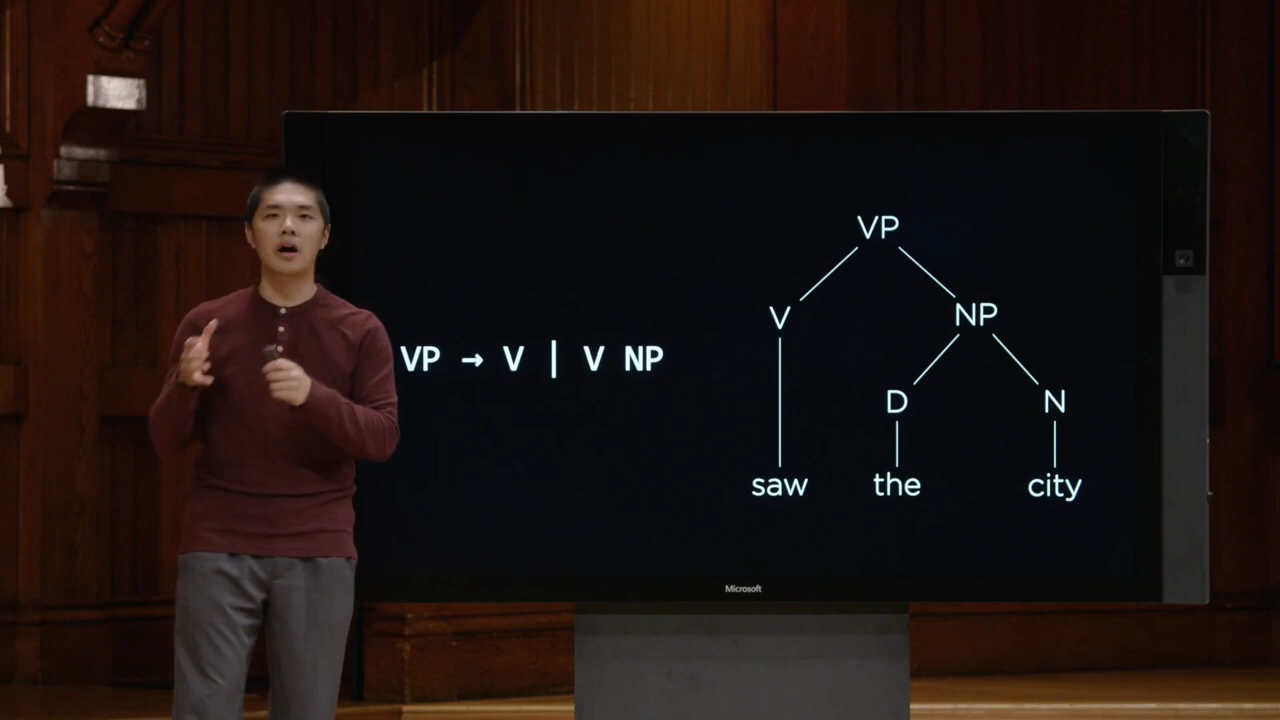 VP
V NP
VP → V | V NP
D N
saw the city
Microsoft